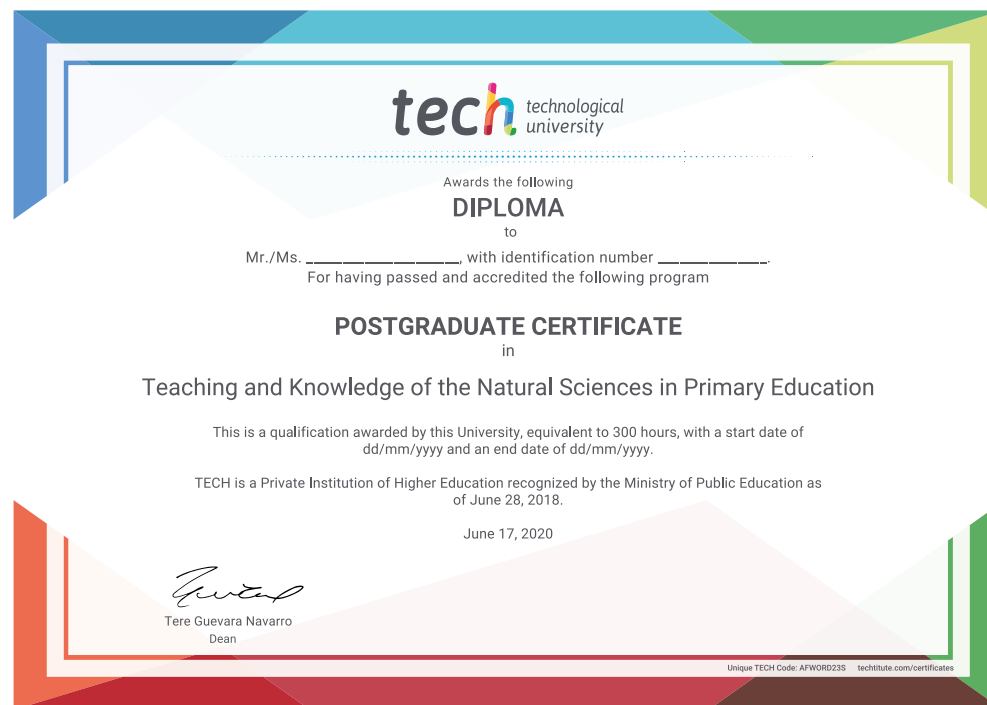 tech technological
university
Awards the following
DIPLOMA
to
Mr./Ms. ____________________, with identification number ______________.
For having passed and accredited the following program
POSTGRADUATE CERTIFICATE
in
Teaching and Knowledge of the Natural Sciences in Primary Education
This is a qualification awarded by this University, equivalent to 300 hours, with a start date of
dd/mm/yyyy and an end date of dd/mm/yyyy.
TECH is a Private Institution of Higher Education recognized by the Ministry of Public Education as
of June 28, 2018.
June 17, 2020
Tere Guevara Navarro
Dean
Unique TECH Code: AFWORD23S techtitute.com/certificates